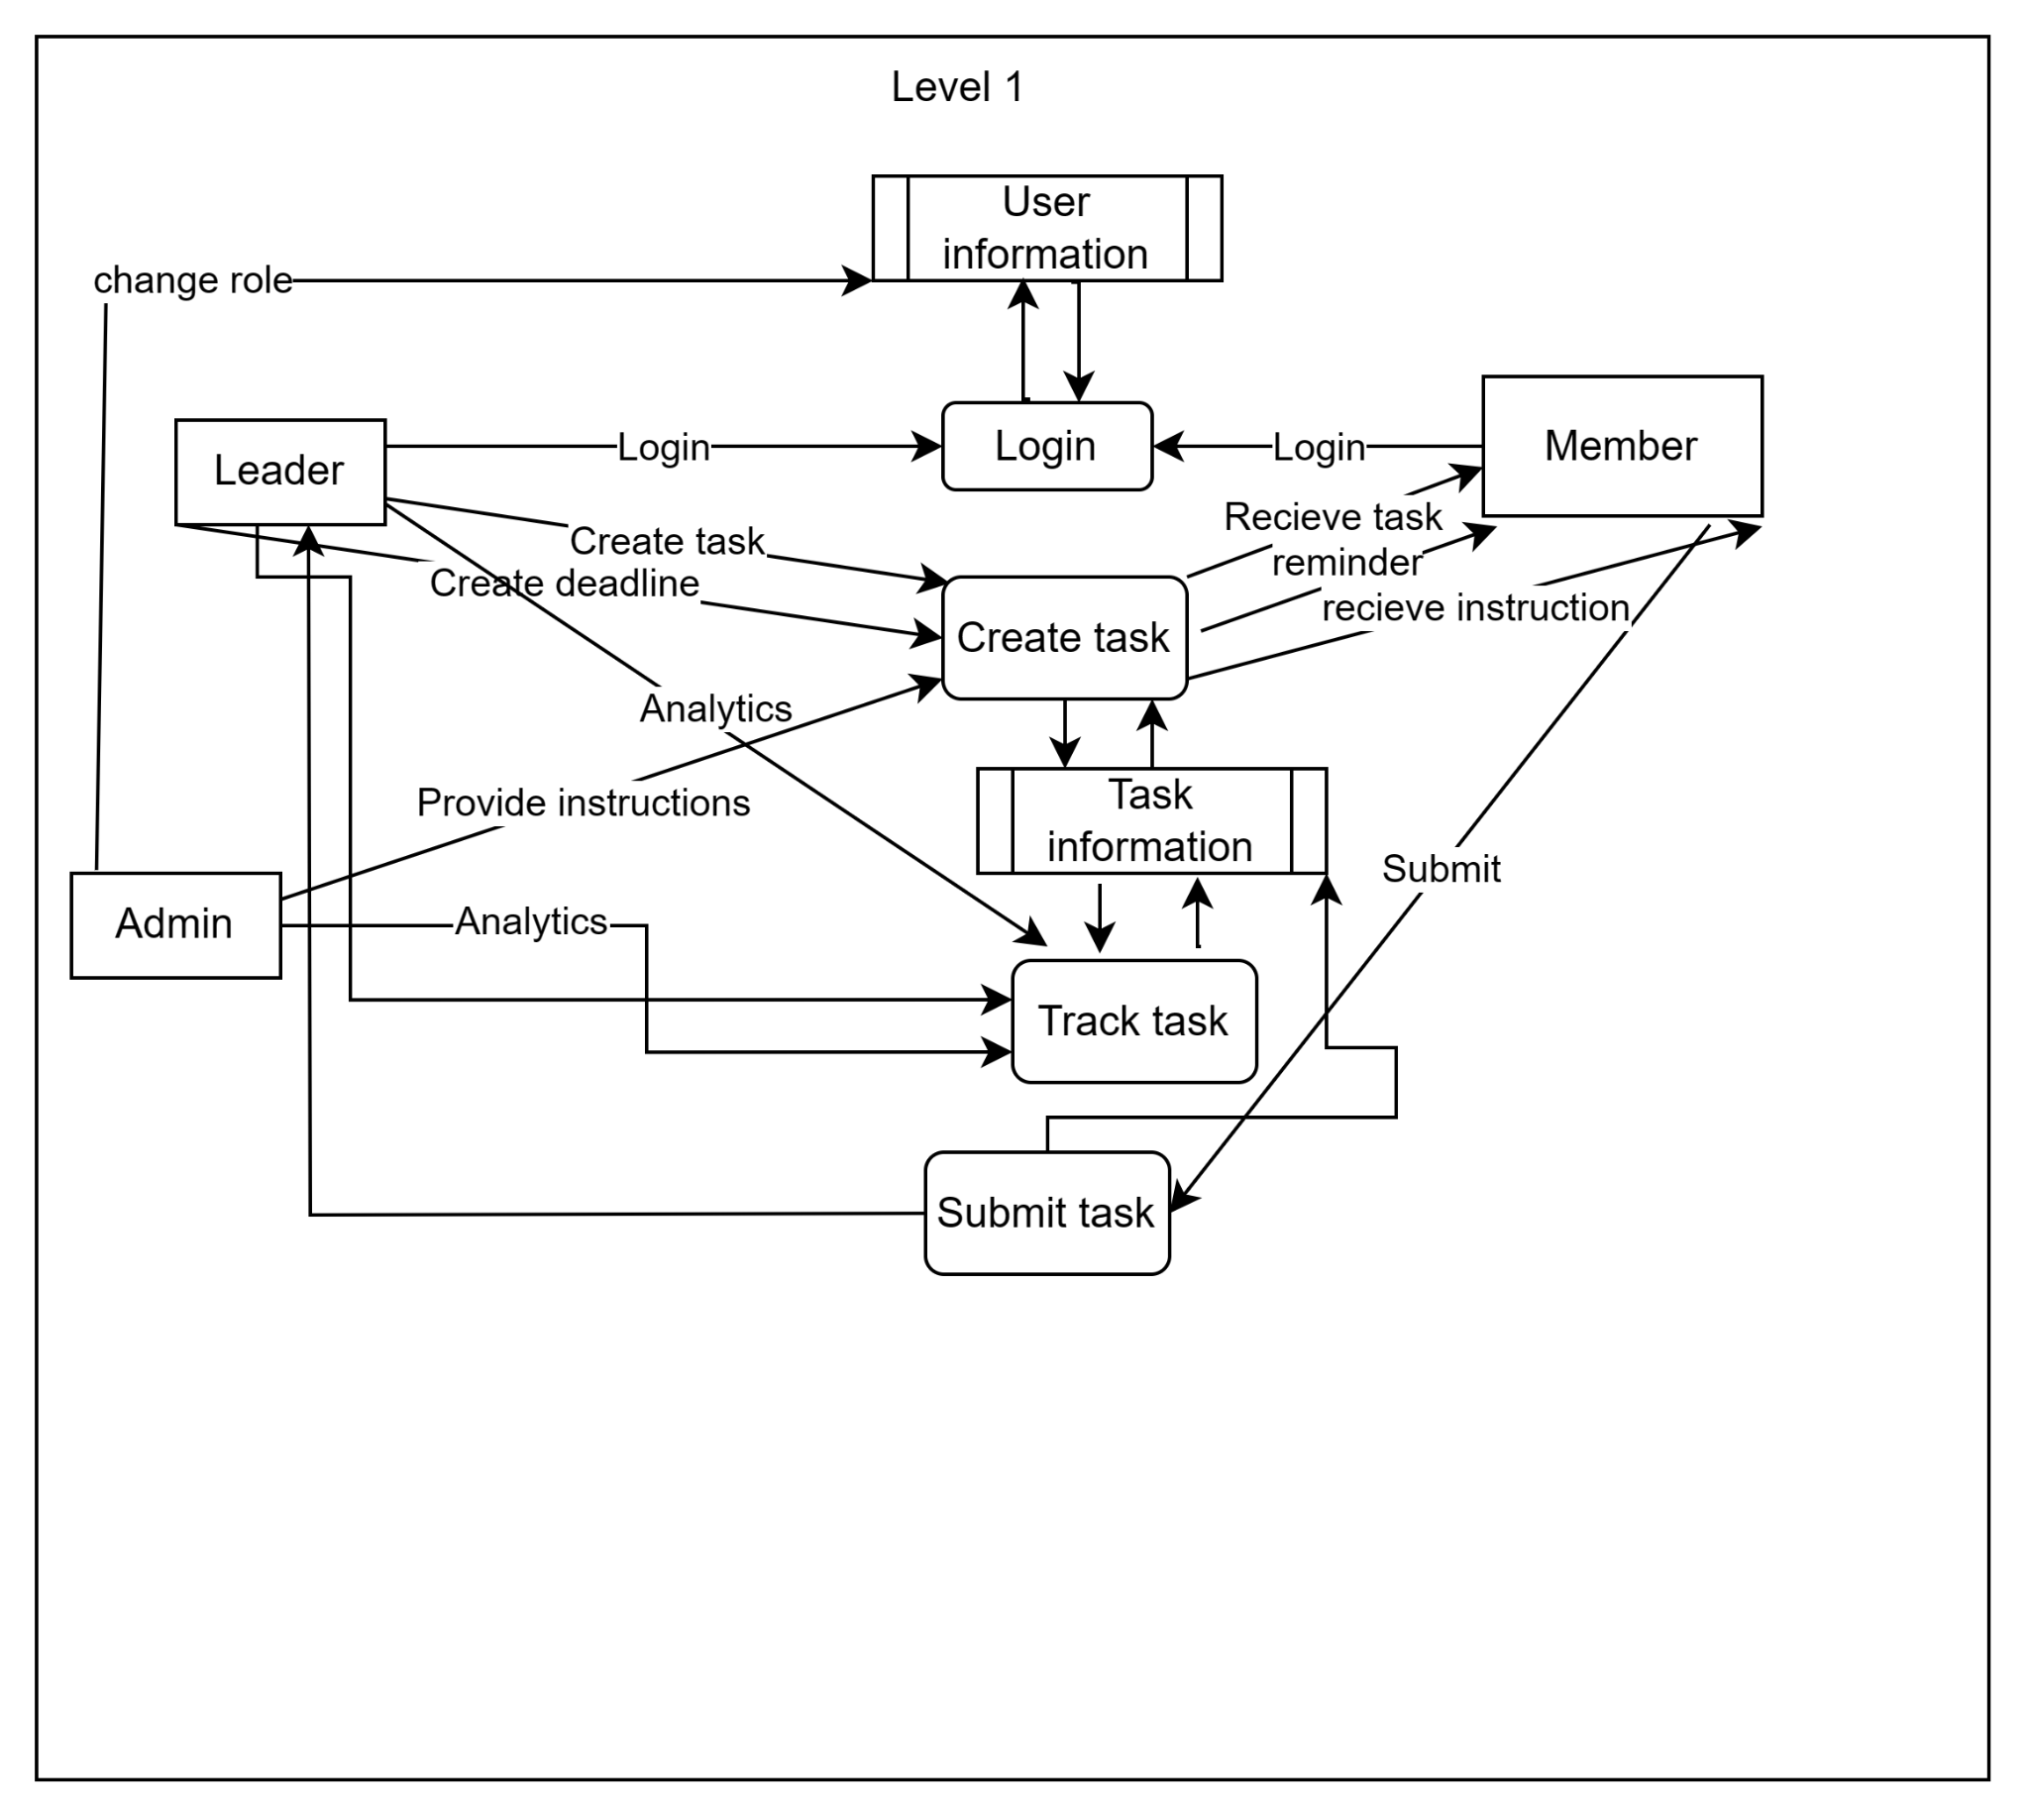 Level 1
User
information
change role
Leader
Login
Login
Login
Member
Create task
Recieve task
reminder
Create deadline
recieve instruction
Create task
Analytics
Provide instructions
Task
information
Submit
Admin
Analytics
Track task
Submit task